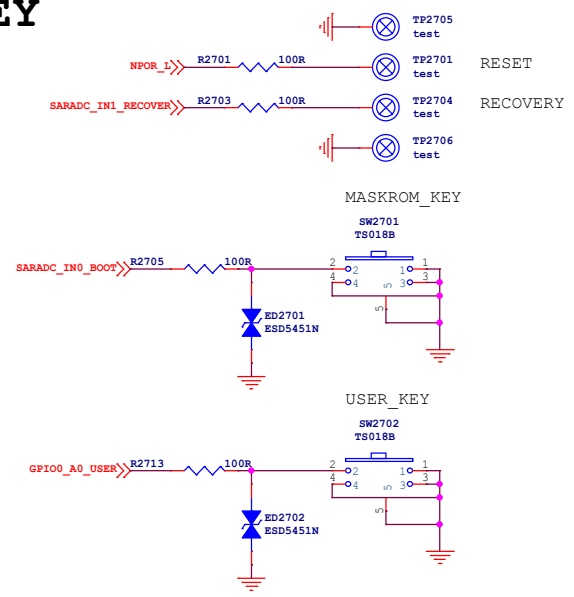 EY
TP2705
test
NPOR_L R2701 100R TP2701 RESET
test
SARADC_IN1_RECOVER R2703 100R TP2704 RECOVERY
test
TP2706
test
MASKROM_KEY
SW2701
TS018B
SARADC_IN0_BOOT R2705 100R 2 2 1 1
4 4 5 3 3
5
ED2701
ESD5451N
USER_KEY
SW2702
TS018B
GPIO0_A0_USER R2713 100R 2 2 1 1
4 4 5 3 3
5
ED2702
ESD5451N